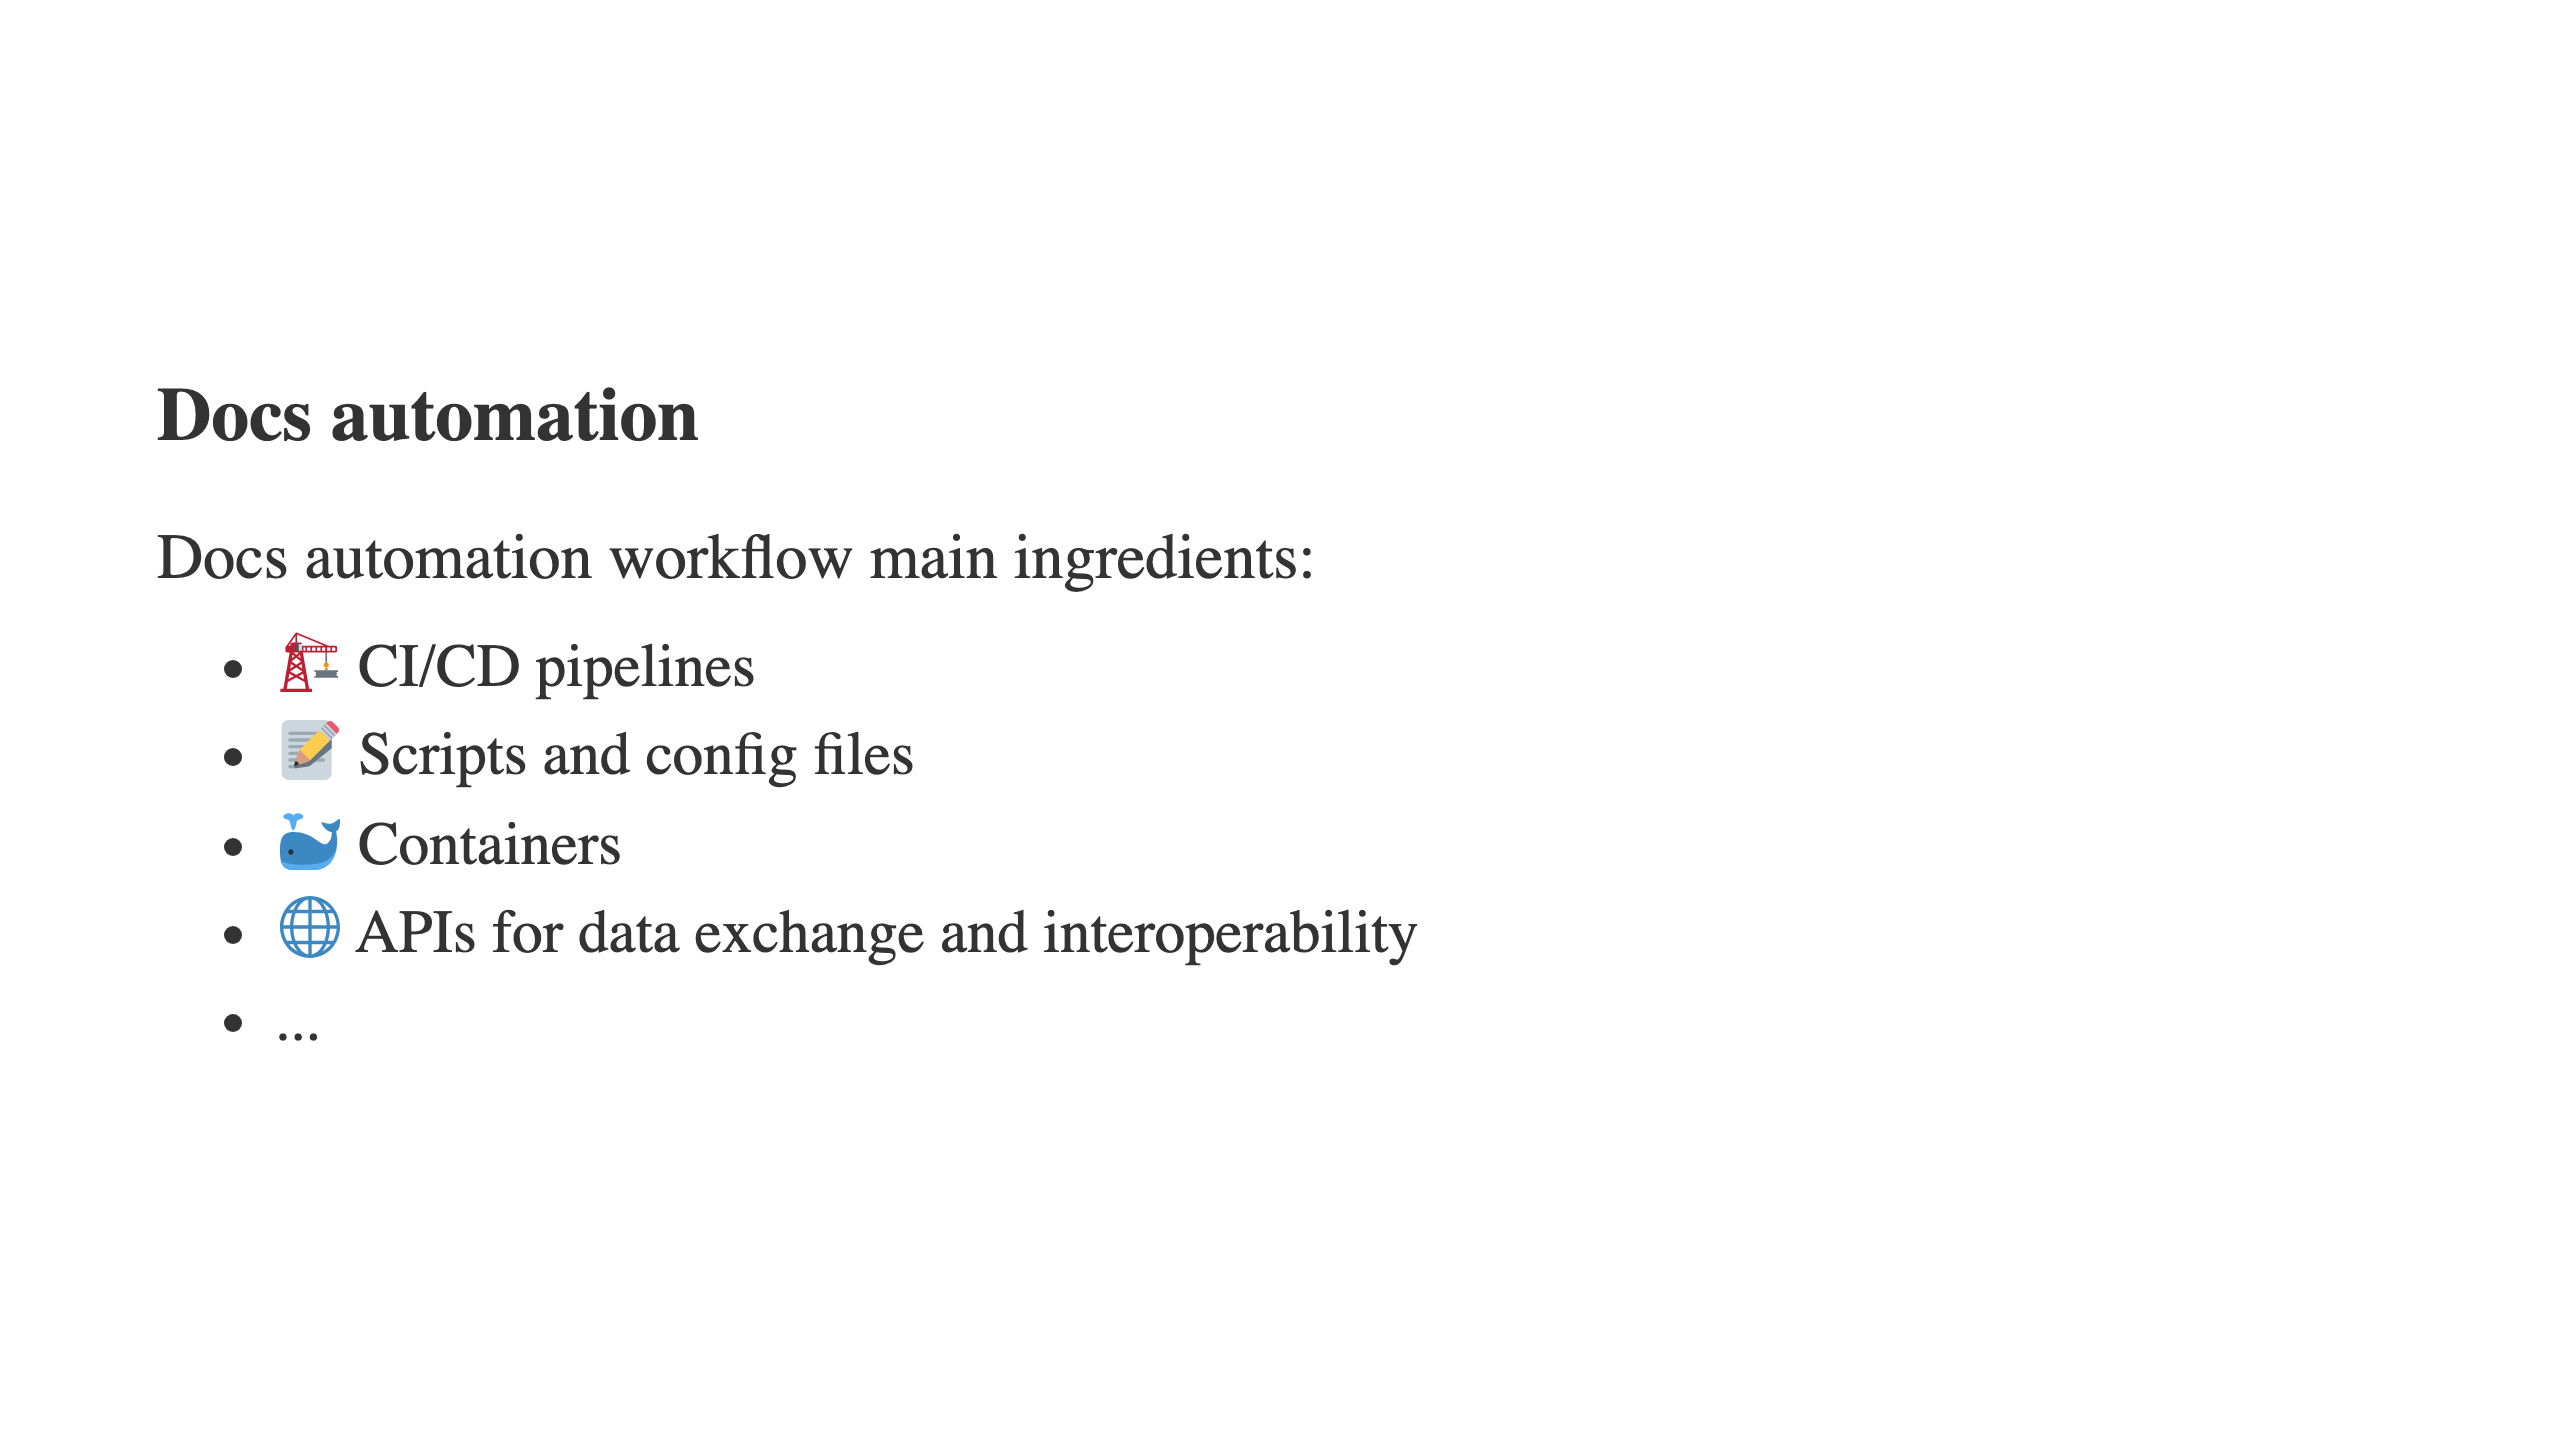 Docs automation
Docs automation workflow main ingredients:
• 🏗️ CI/CD pipelines
• 📝 Scripts and config files
• 🐳 Containers
• 🌐 APIs for data exchange and interoperability
• ...